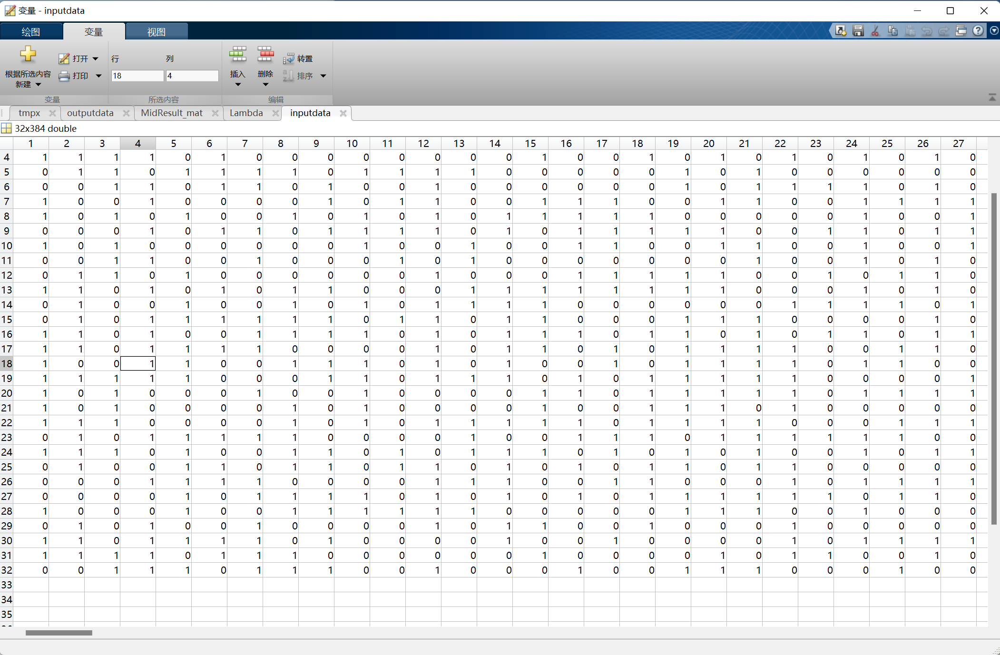 变量 - inputdata
绘图 变量 视图
根据所选内容
新建
打开
打印
变量
行 列
18 4
所选内容
插入 删除 转置
排序
编辑
tmpx outputdata MidResult_mat Lambda inputdata
32x384 double
1 2 3 4 5 6 7 8 9 10 11 12 13 14 15 16 17 18 19 20 21 22 23 24 25 26 27
4 1 1 1 1 0 1 0 0 0 0 0 0 0 0 1 0 0 1 0 1 0 1 0 1 0 1 0
5 0 1 1 0 1 1 1 1 0 1 1 1 1 0 0 0 0 0 1 0 1 0 0 0 0 0 0
6 0 0 1 1 0 1 1 0 1 0 0 1 0 0 0 0 0 0 1 0 1 1 1 1 0 1 0
7 1 0 0 1 0 0 0 0 1 0 1 1 0 0 1 1 1 0 0 1 1 0 0 1 1 1 1
8 1 0 1 0 1 0 0 1 0 1 0 1 0 1 1 1 1 1 0 0 0 0 0 1 0 0 1
9 0 0 0 1 0 1 1 0 1 1 1 1 0 1 0 1 1 1 1 1 0 0 1 1 0 1 1
10 1 0 1 0 0 0 0 0 0 1 0 0 1 0 0 1 1 0 0 1 1 0 0 1 0 0 1
11 0 0 1 1 0 0 1 0 0 0 1 0 1 0 0 0 0 0 0 0 1 0 0 1 0 1 0
12 0 1 1 0 1 0 0 0 0 0 0 1 0 0 0 1 1 1 1 1 0 0 1 0 1 1 0
13 1 1 0 1 0 1 0 1 1 0 0 0 1 1 1 1 1 1 1 1 0 0 0 1 0 1 0
14 0 1 0 0 1 0 0 1 0 1 0 1 1 1 1 0 0 0 0 0 0 1 1 1 1 0 1
15 0 1 0 1 1 1 1 1 1 0 1 1 0 1 1 0 0 0 1 1 1 0 0 0 0 1 0
16 1 1 0 1 0 0 1 1 1 1 0 1 0 1 1 1 0 1 1 0 1 0 1 1 0 1 1
17 1 1 0 1 1 1 1 0 0 0 0 1 0 1 1 0 1 0 1 1 1 1 0 0 1 1 0
18 1 0 0 1 1 0 0 1 1 1 0 1 0 1 0 0 1 0 1 1 1 1 0 1 1 0 0
19 1 1 1 1 1 0 0 0 1 1 0 1 1 1 0 1 0 1 1 1 1 1 0 0 0 0 1
20 1 0 1 0 0 0 1 0 0 1 0 0 0 0 1 1 0 1 1 1 1 1 0 1 1 1 1
21 1 0 1 0 0 0 0 1 0 1 0 0 0 0 1 0 0 1 1 1 0 1 0 0 0 0 0
22 1 1 1 0 0 0 0 1 0 1 0 1 1 1 1 1 0 1 1 1 1 0 0 0 1 1 1
23 0 1 0 1 1 1 1 1 0 0 0 0 1 0 0 1 1 1 0 1 1 1 1 1 1 0 0
24 1 1 1 0 1 0 0 1 1 0 1 0 1 1 1 0 1 0 1 0 1 0 0 1 0 1 1
25 0 1 0 0 1 1 0 1 1 0 1 1 0 1 0 1 0 1 1 0 1 1 0 0 0 0 0
26 0 0 0 1 1 1 1 0 0 0 0 1 1 1 0 0 1 1 0 0 0 1 0 1 1 1 1
27 0 0 0 0 1 0 1 1 1 1 0 1 0 1 0 1 0 1 1 1 1 1 1 0 1 1 0
28 1 0 0 0 1 0 0 1 1 1 1 1 1 0 0 0 0 0 1 1 1 0 0 1 0 0 0
29 0 1 0 1 0 0 1 0 0 0 0 1 0 1 1 0 0 1 0 0 0 1 0 0 0 0 0
30 1 1 0 1 1 1 1 0 1 0 0 0 0 1 0 0 1 0 0 0 0 1 0 1 1 1 1
31 1 1 1 1 0 1 1 1 0 0 0 0 0 0 1 0 0 0 0 1 0 1 1 0 0 1 0
32 0 0 1 1 1 0 1 1 1 0 0 1 0 0 0 1 0 0 1 1 1 0 0 0 1 0 0
33
34
35